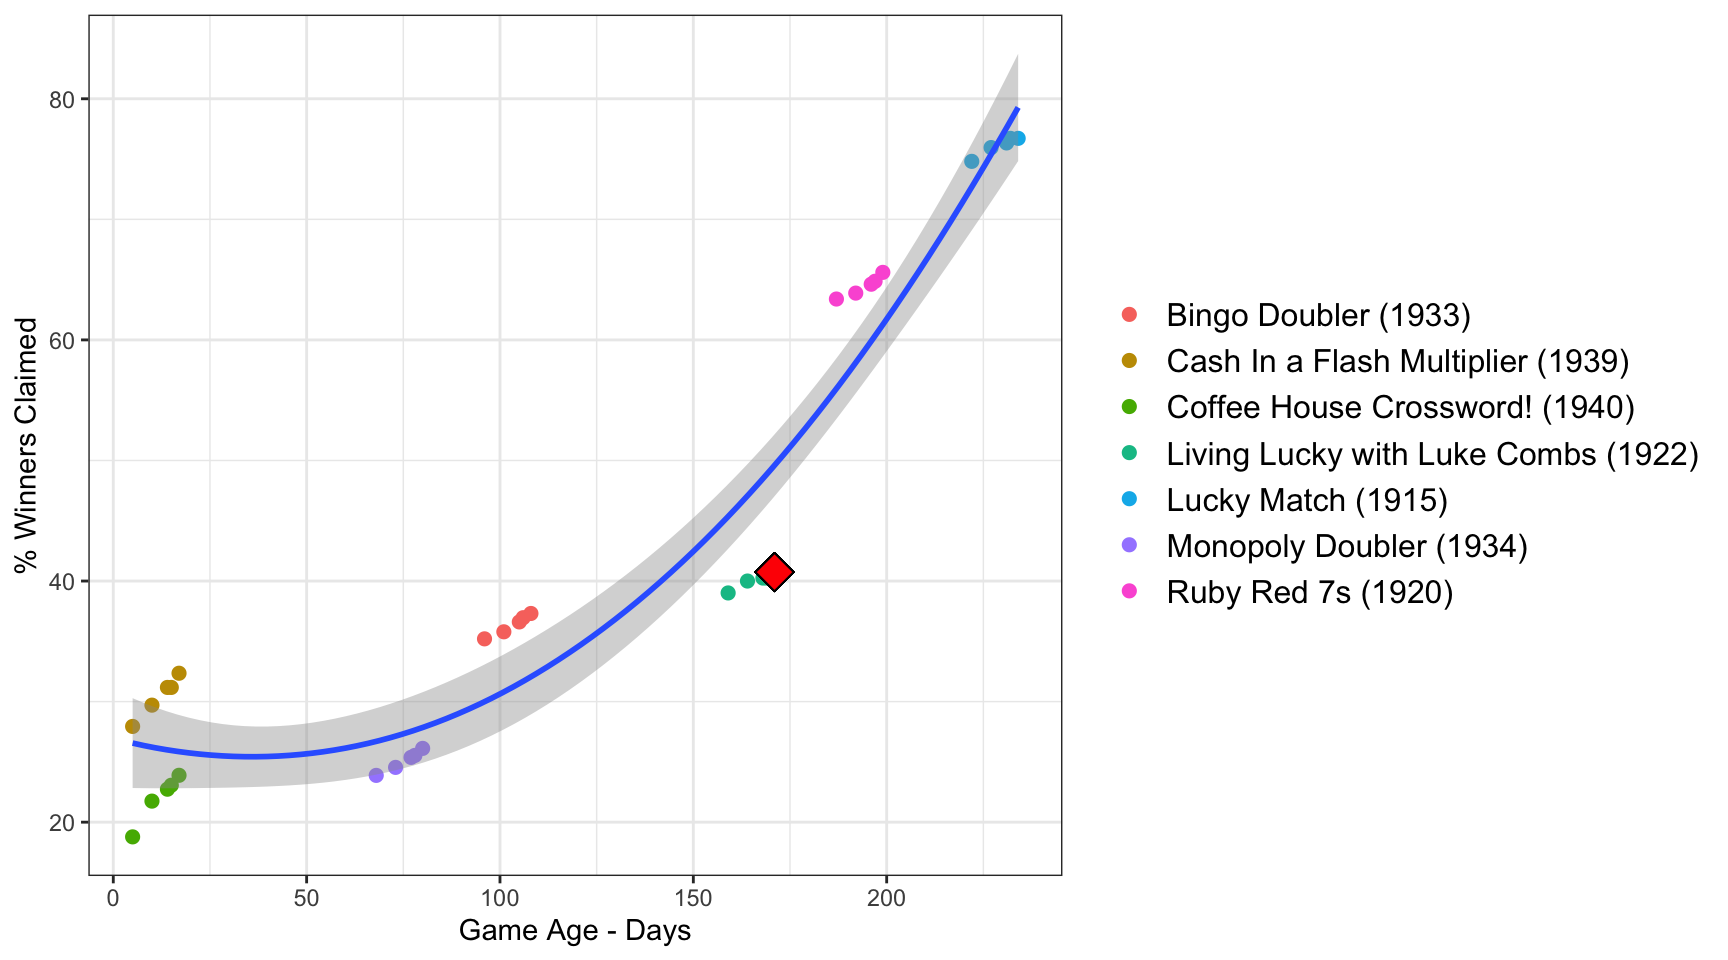 80
60
40
20
% Winners Claimed
0 50 100 150 200
Game Age - Days
Bingo Doubler (1933)
Cash In a Flash Multiplier (1939)
Coffee House Crossword! (1940)
Living Lucky with Luke Combs (1922)
Lucky Match (1915)
Monopoly Doubler (1934)
Ruby Red 7s (1920)